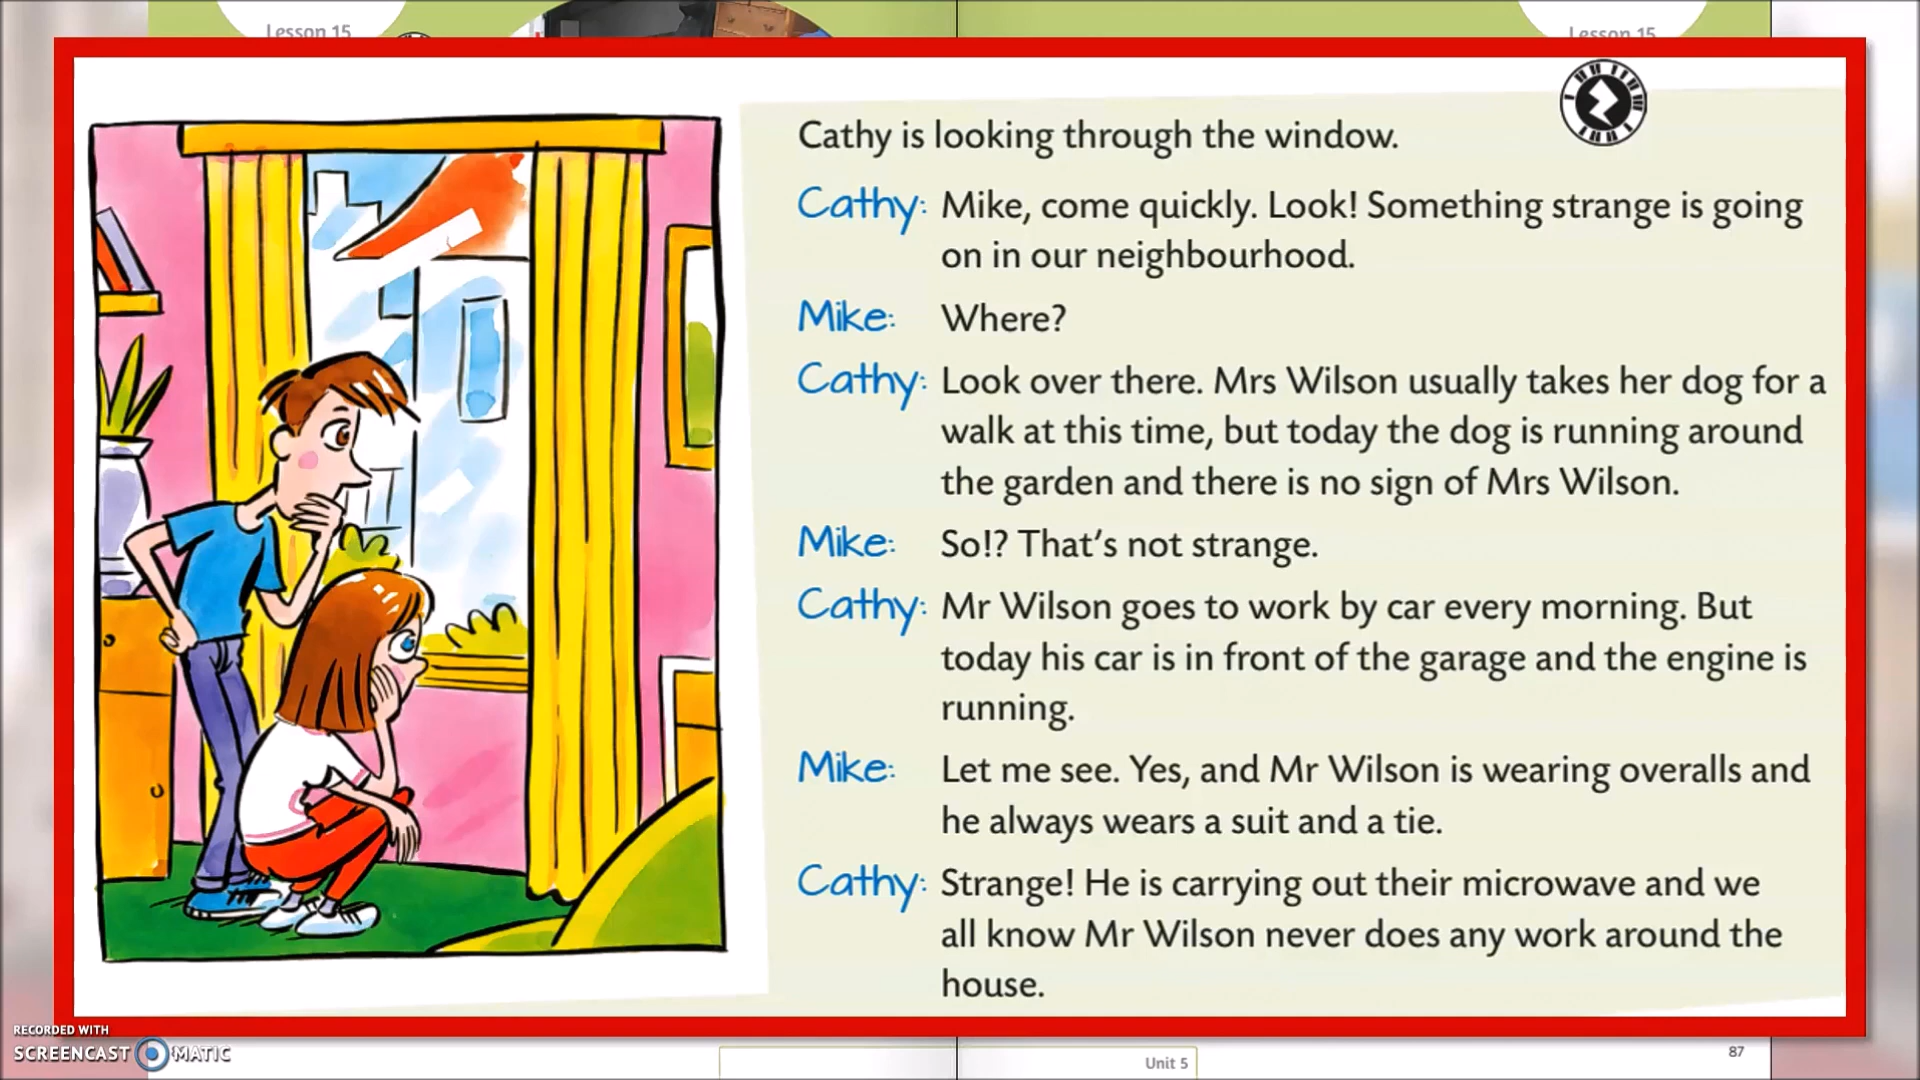 Lesson 15
Lesson 15
Cathy is looking through the window.
Cathy: Mike, come quickly. Look! Something strange is going
on in our neighbourhood.
Mike: Where?
Cathy: Look over there. Mrs Wilson usually takes her dog for a
walk at this time, but today the dog is running around
the garden and there is no sign of Mrs Wilson.
Mike: So!? That's not strange.
Cathy: Mr Wilson goes to work by car every morning. But
today his car is in front of the garage and the engine is
running.
Mike: Let me see. Yes, and Mr Wilson is wearing overalls and
he always wears a suit and a tie.
Cathy: Strange! He is carrying out their microwave and we
all know Mr Wilson never does any work around the
house.
RECORDED WITH
SCREENCAST MATIC
Unit 5
87